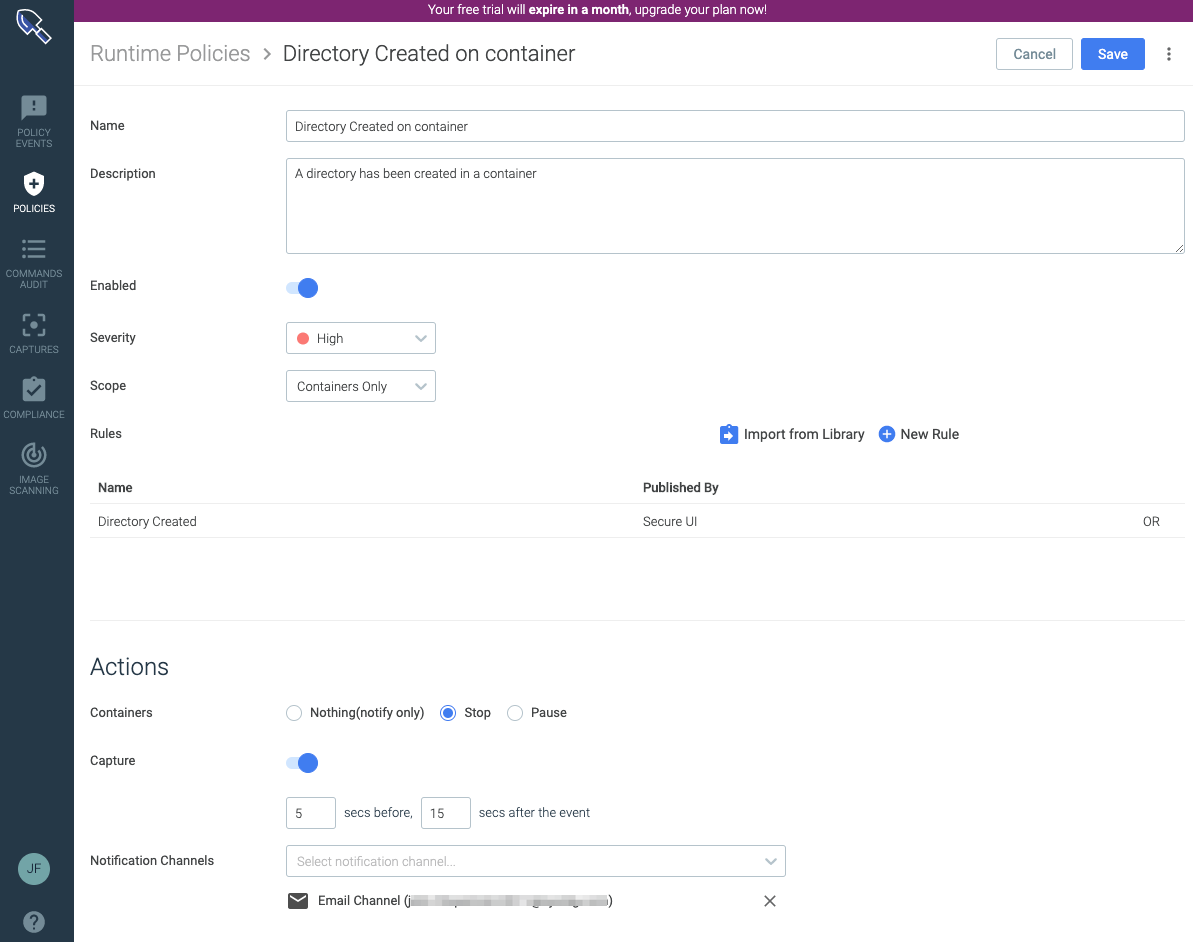 Your free trial will expire in a month, upgrade your plan now!
Runtime Policies > Directory Created on container
Cancel
Save
POLICY
EVENTS
POLICIES
COMMANDS
AUDIT
CAPTURES
COMPLIANCE
IMAGE
SCANNING
JF
?
Name
Directory Created on container
Description
A directory has been created in a container
Enabled
Severity
High
Scope
Containers Only
Rules
Import from Library
New Rule
Name Published By
Directory Created Secure UI OR
Actions
Containers
Nothing(notify only) Stop Pause
Capture
5 secs before, 15 secs after the event
Notification Channels
Select notification channel...
Email Channel (